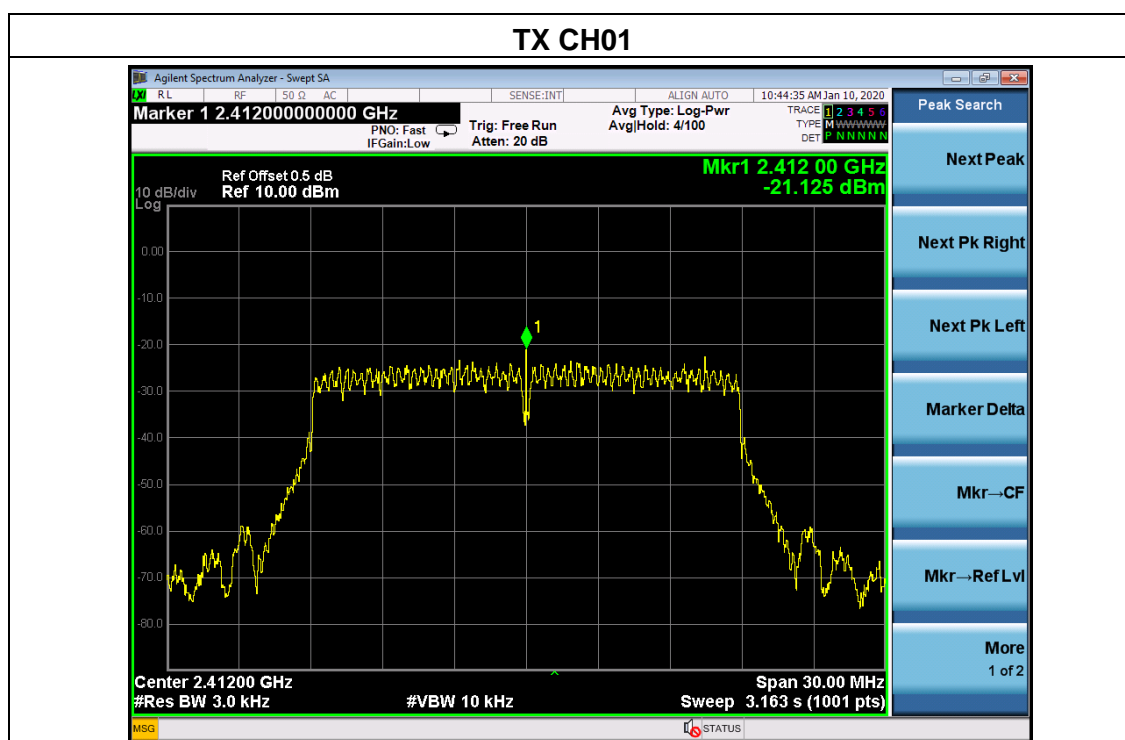 TX CH01
Agilent Spectrum Analyzer - Swept SA
LXI RL RF 50 Ω AC SENSE:INT ALIGN AUTO 10:44:35 AM Jan 10, 2020
Marker 1 2.412000000000 GHz
PNO: Fast
IFGain:Low
Trig: Free Run
Atten: 20 dB
Avg Type: Log-Pwr
Avg|Hold: 4/100
TRACE 1 2 3 4 5 6
TYPE M WWWWW
DET P N N N N N
Peak Search
Mkr1 2.412 00 GHz
-21.125 dBm
Ref Offset 0.5 dB
10 dB/div Ref 10.00 dBm
Log
0.00
-10.0
-20.0
-30.0
-40.0
-50.0
-60.0
-70.0
-80.0
1
Center 2.41200 GHz Span 30.00 MHz
#Res BW 3.0 kHz #VBW 10 kHz Sweep 3.163 s (1001 pts)
Next Peak
Next Pk Right
Next Pk Left
Marker Delta
Mkr→CF
Mkr→Ref Lvl
More
1 of 2
MSG STATUS